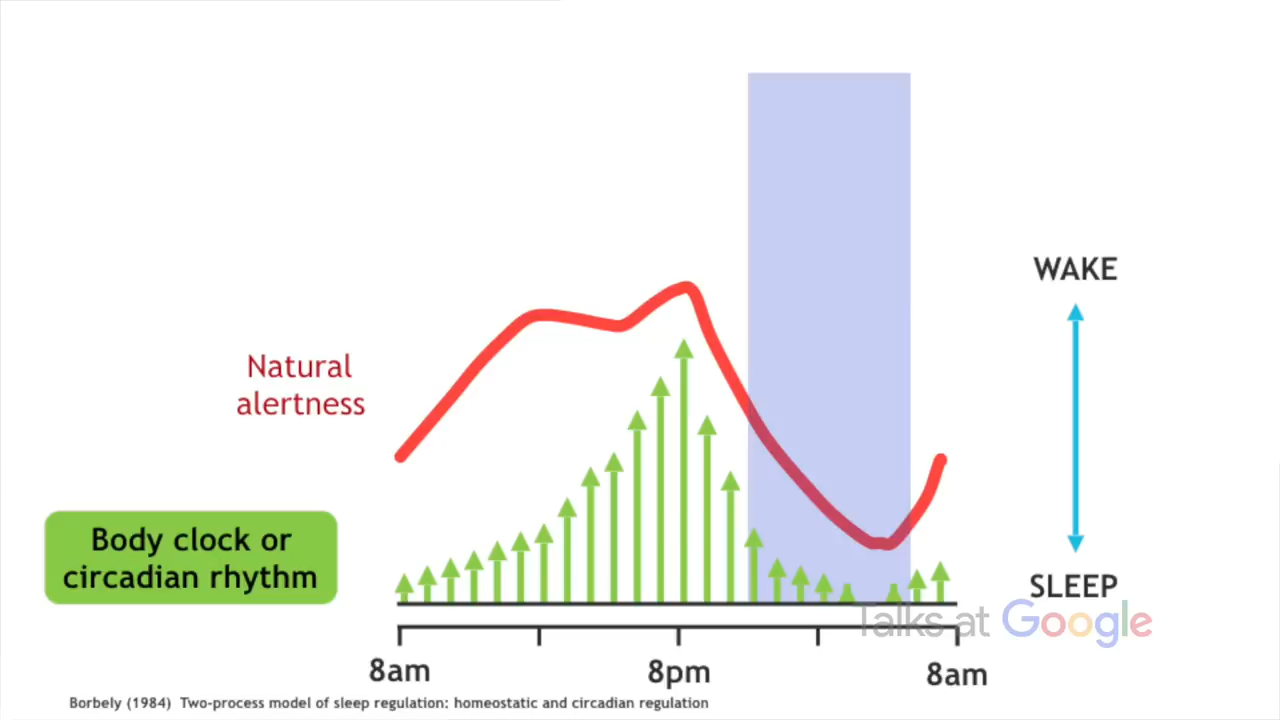 WAKE
Natural
alertness
Body clock or
circadian rhythm
SLEEP
Talks at Google
8am
8pm
8am
Borbely (1984) Two-process model of sleep regulation: homeostatic and circadian regulation